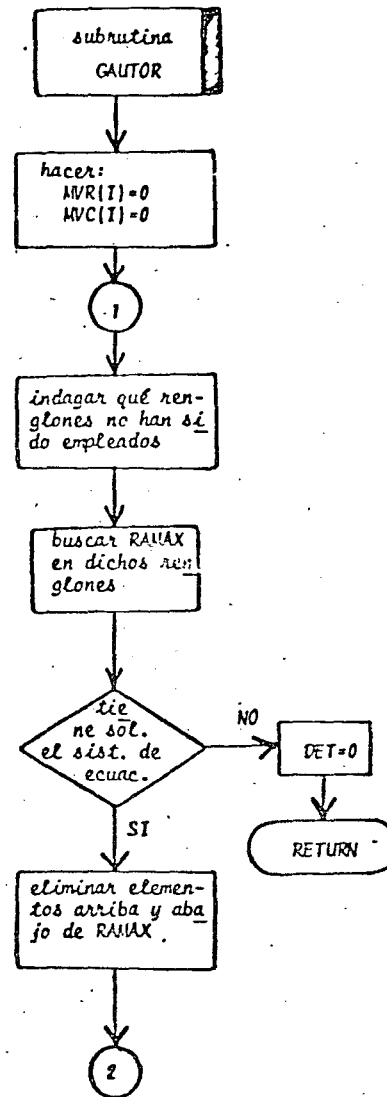 subrutina
GAUTOR
hacer:
MVR(I)=0
MVC(I)=0
1
indagar qué ren-
glones no han si
do empleados
buscar RAMAX
en dichos ren
glones
tie
ne sol.
el sist. de
ecuac.
NO
DET=0
RETURN
SI
eliminar elemen-
tos arriba y aba
jo de RAMAX.
2